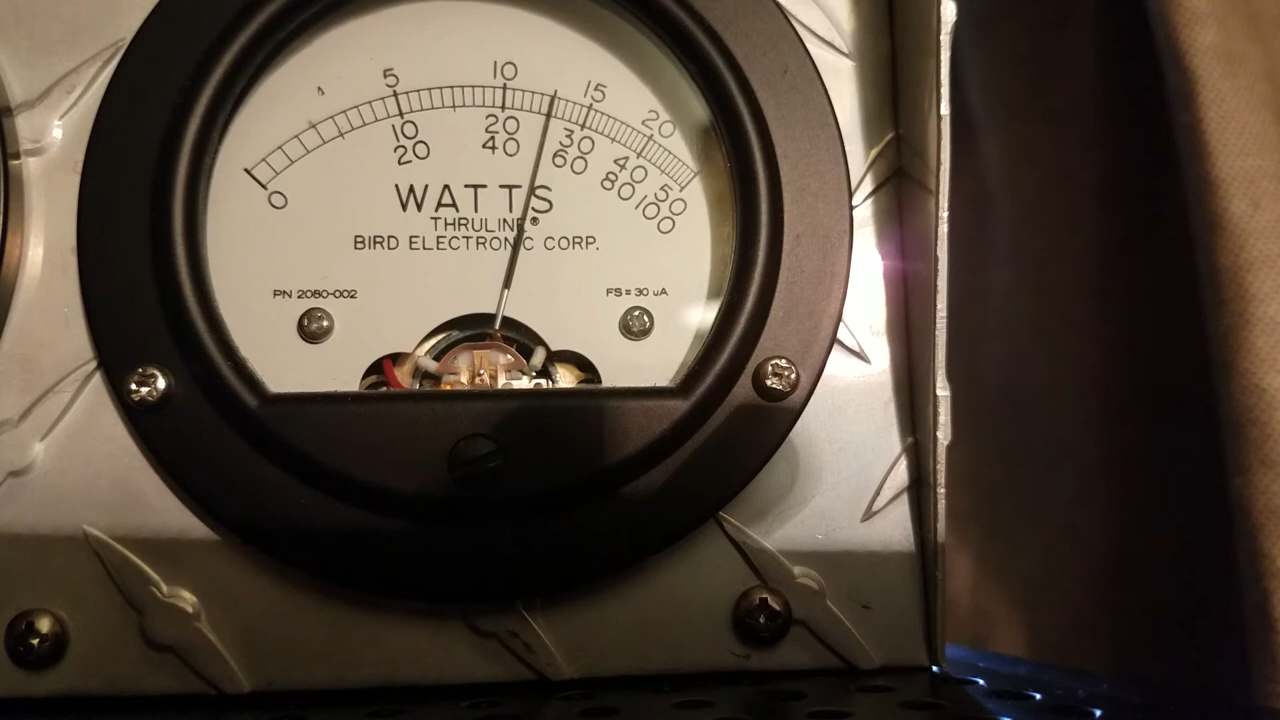 5 10 15 20
10 20 30 40 50
0 20 40 60 80 100
WATTS
THRULINE®
BIRD ELECTRONIC CORP.
PN 2080-002 FS = 30 uA